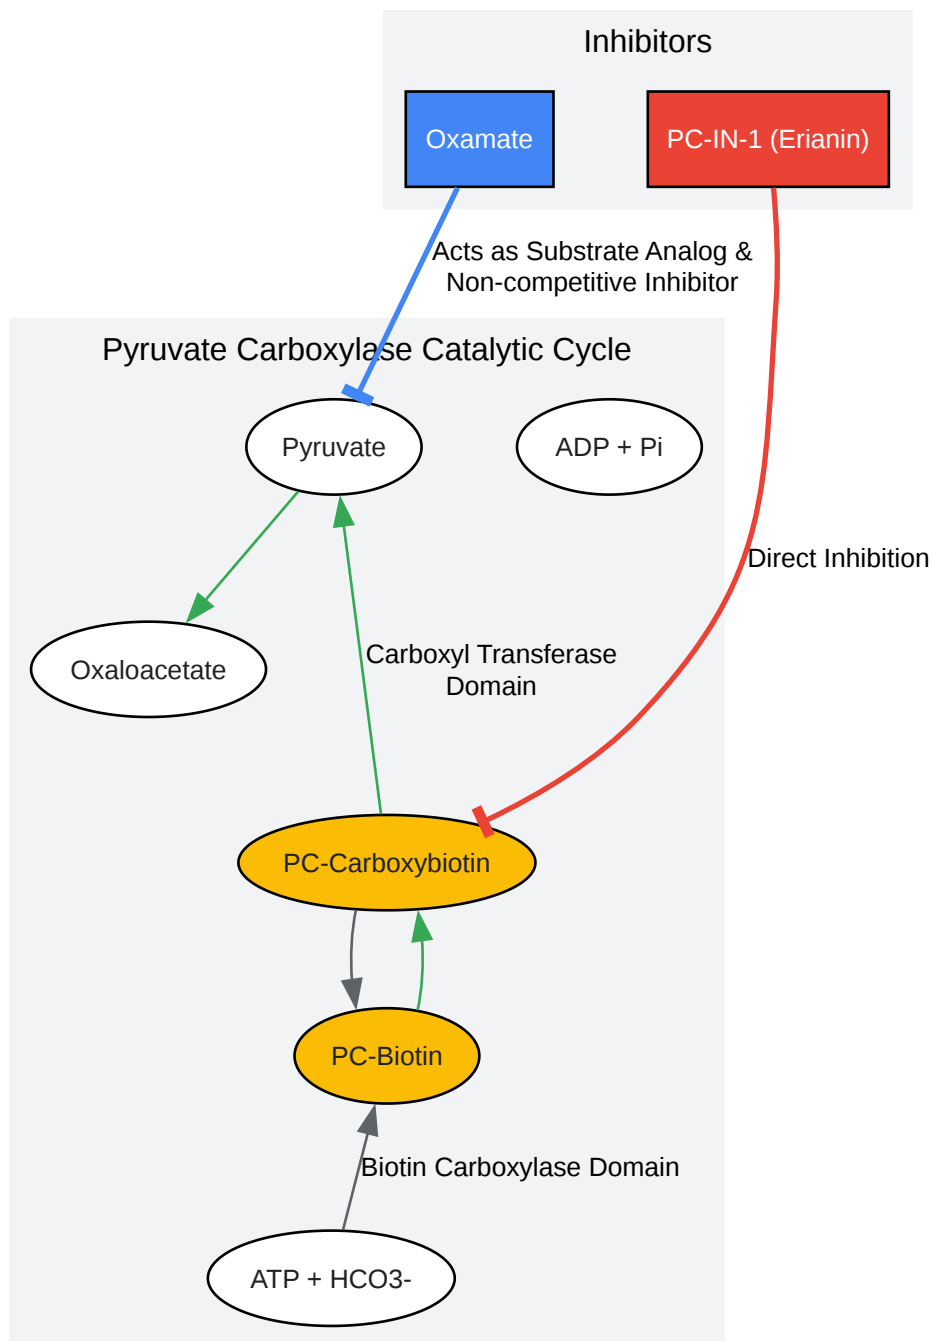 Inhibitors
Oxamate
PC-IN-1 (Erianin)
Acts as Substrate Analog &
Non-competitive Inhibitor
Pyruvate Carboxylase Catalytic Cycle
Pyruvate
ADP + Pi
Direct Inhibition
Oxaloacetate
Carboxyl Transferase
Domain
PC-Carboxybiotin
PC-Biotin
Biotin Carboxylase Domain
ATP + HCO3-